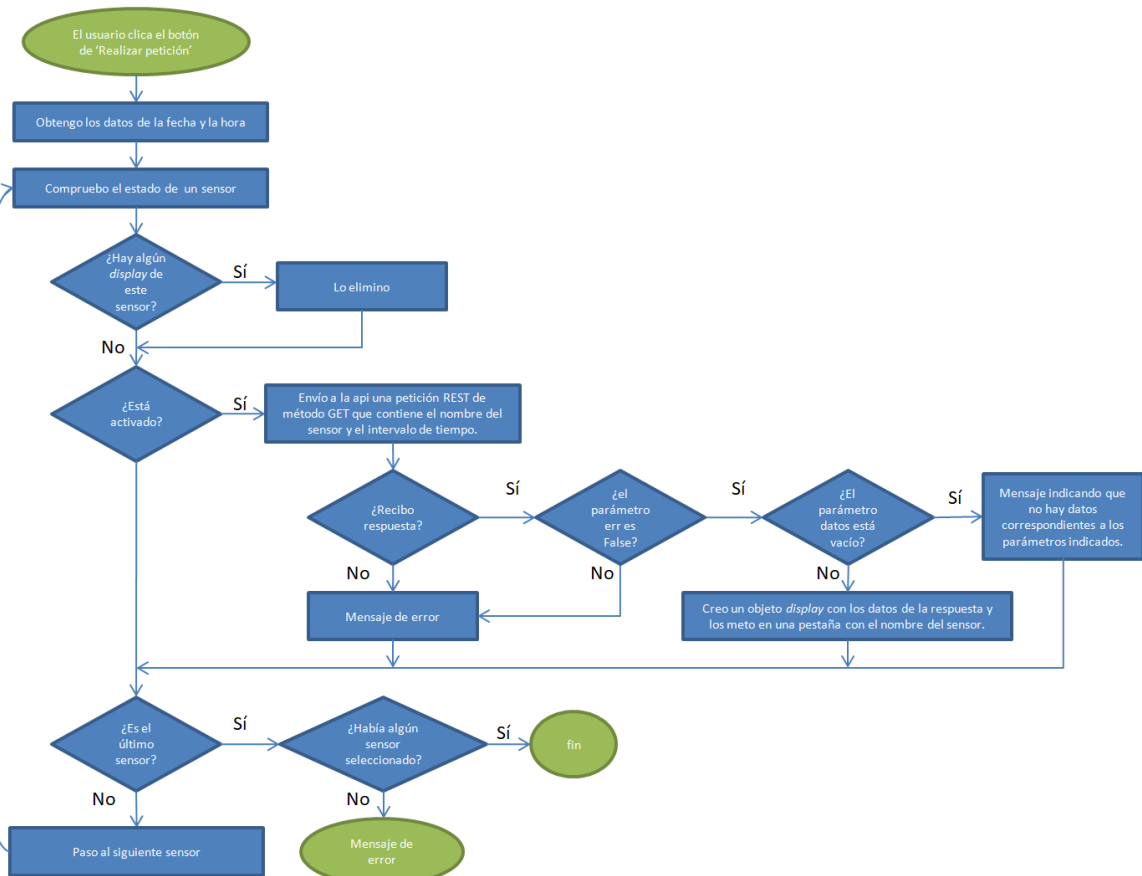 El usuario clica el botón
de ‘Realizar petición’
Obtengo los datos de la fecha y la hora
Compruebo el estado de un sensor
¿Hay algún
display de
este
sensor?
Sí
Lo elimino
No
¿Está
activado?
Sí
Envío a la api una petición REST de
método GET que contiene el nombre del
sensor y el intervalo de tiempo.
¿Recibo
respuesta?
Sí
¿el
parámetro
err es
False?
Sí
¿El
parámetro
datos está
vacío?
Sí
Mensaje indicando que
no hay datos
correspondientes a los
parámetros indicados.
No
No
No
Mensaje de error
Creo un objeto display con los datos de la respuesta y
los meto en una pestaña con el nombre del sensor.
¿Es el
último
sensor?
Sí
¿Había algún
sensor
seleccionado?
Sí
fin
No
No
Paso al siguiente sensor
Mensaje de
error